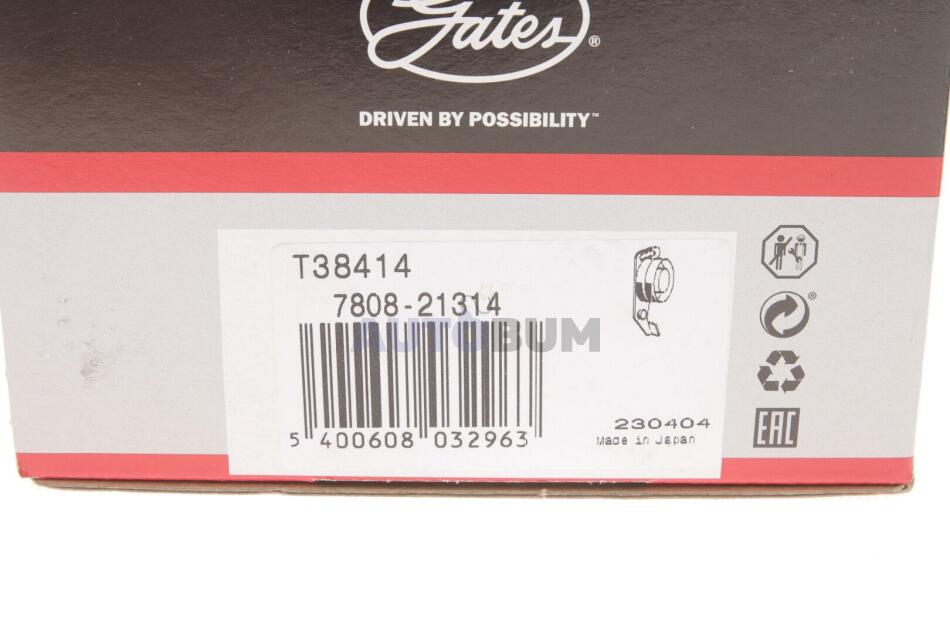 Gates®
DRIVEN BY POSSIBILITY™
T38414
7808-21314
AUTOBUM
5 400608 032963
230404
Made in Japan
®
EAC